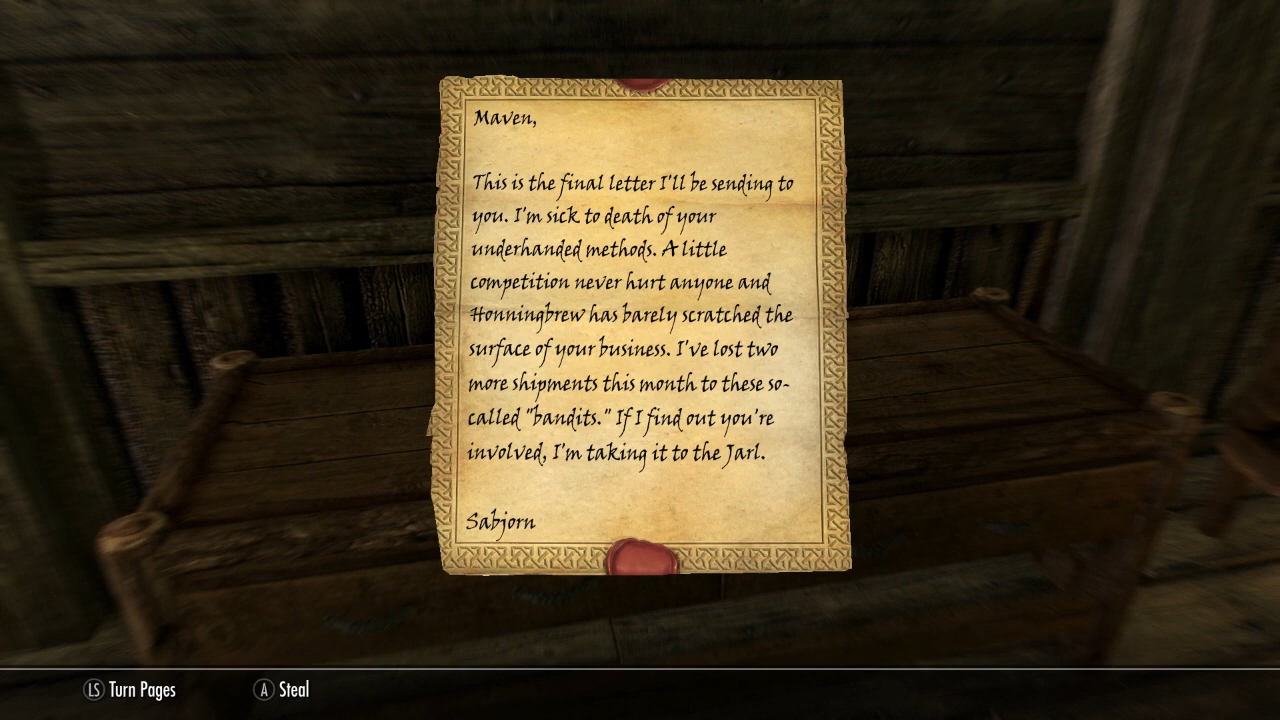 Maven,
This is the final letter I'll be sending to
you. I'm sick to death of your
underhanded methods. A little
competition never hurt anyone and
Honningbrew has barely scratched the
surface of your business. I've lost two
more shipments this month to these so-
called "bandits." If I find out you're
involved, I'm taking it to the Jarl.
Sabjorn
LS Turn Pages
A Steal